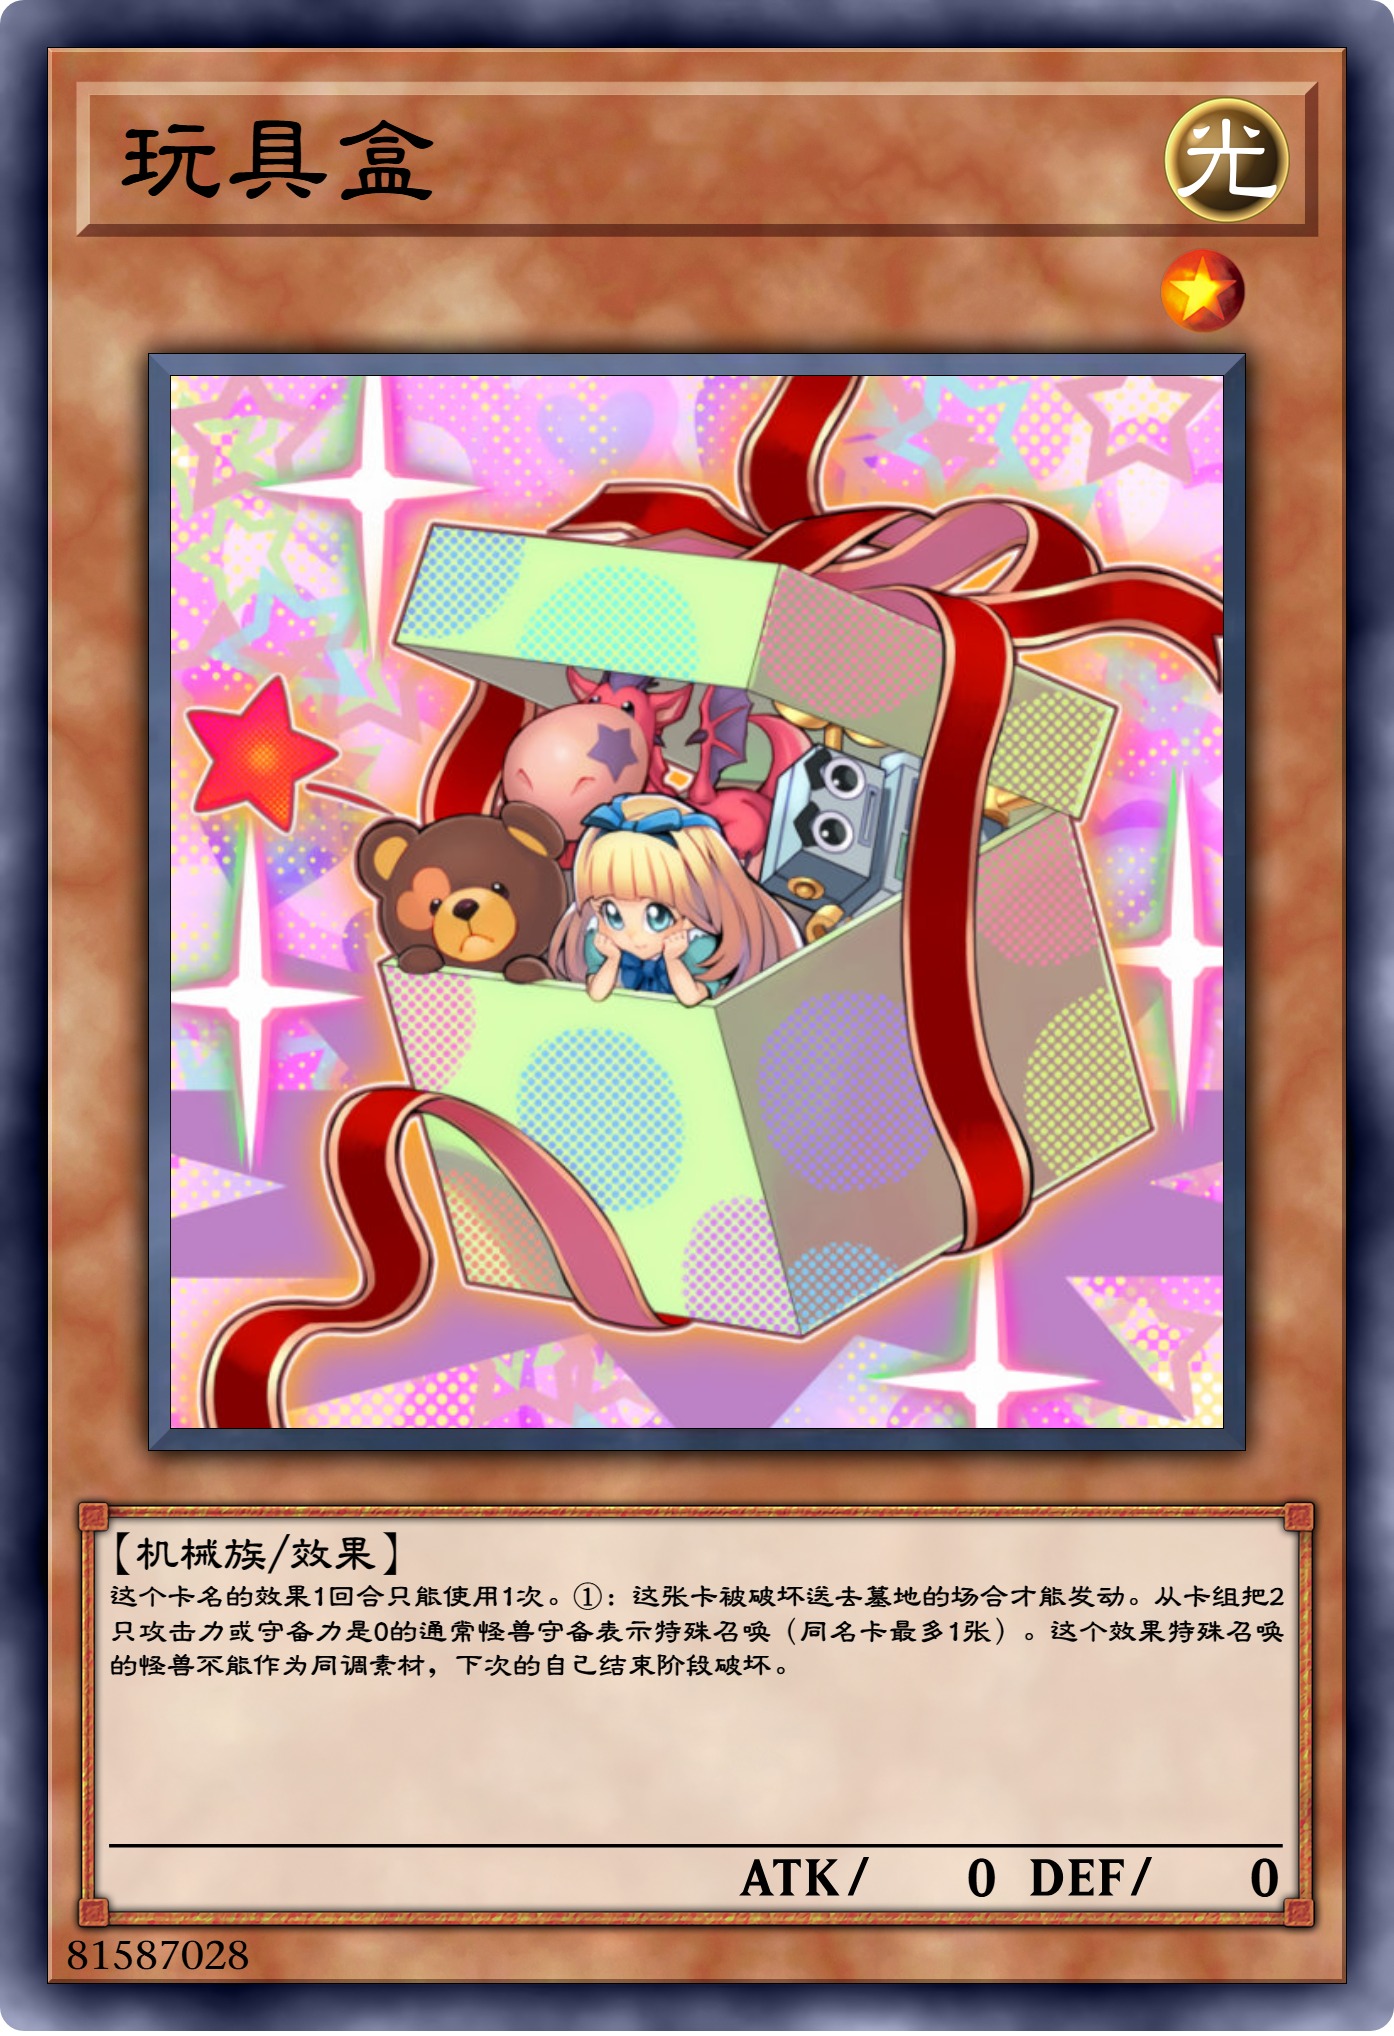 玩具盒
光
【机械族/效果】
这个卡名的效果1回合只能使用1次。①：这张卡被破坏送去墓地的场合才能发动。从卡组把2
只攻击力或守备力是0的通常怪兽守备表示特殊召唤（同名卡最多1张）。这个效果特殊召唤
的怪兽不能作为同调素材，下次的自己结束阶段破坏。
ATK/ 0 DEF/ 0
81587028